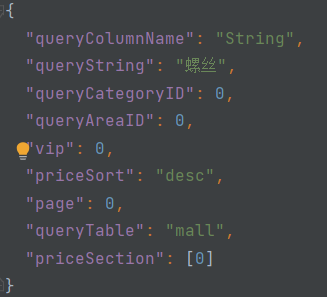 {
"queryColumnName": "String",
"queryString": "螺丝",
"queryCategoryID": 0,
"queryAreaID": 0,
"vip": 0,
"priceSort": "desc",
"page": 0,
"queryTable": "mall",
"priceSection": [0]
}